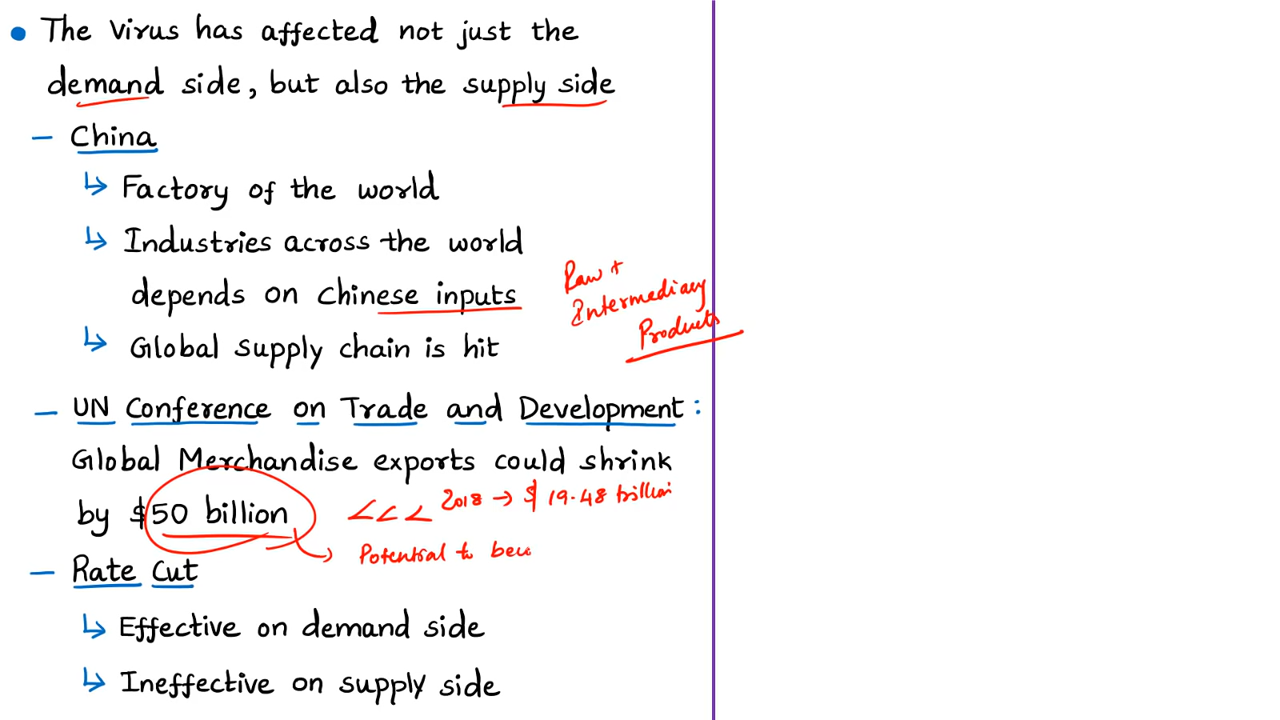 • The Virus has affected not just the
demand side, but also the supply side
– China
↳ Factory of the world
↳ Industries across the world
depends on Chinese inputs
Raw +
Intermediary
Products
↳ Global supply chain is hit
– UN Conference on Trade and Development:
Global Merchandise exports could shrink
by $50 billion <<< 2018 → $ 19.48 trillion
→ Potential to
– Rate Cut
↳ Effective on demand side
↳ Ineffective on supply side